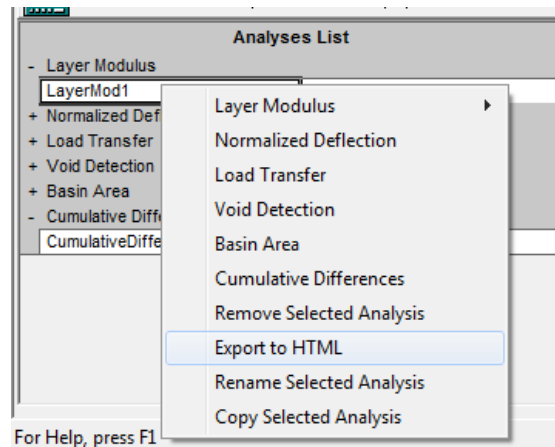 Analyses List
- Layer Modulus
LayerMod1
+ Normalized Def
+ Load Transfer
+ Void Detection
+ Basin Area
- Cumulative Diff
CumulativeDiffe
Layer Modulus
Normalized Deflection
Load Transfer
Void Detection
Basin Area
Cumulative Differences
Remove Selected Analysis
Export to HTML
Rename Selected Analysis
Copy Selected Analysis
For Help, press F1